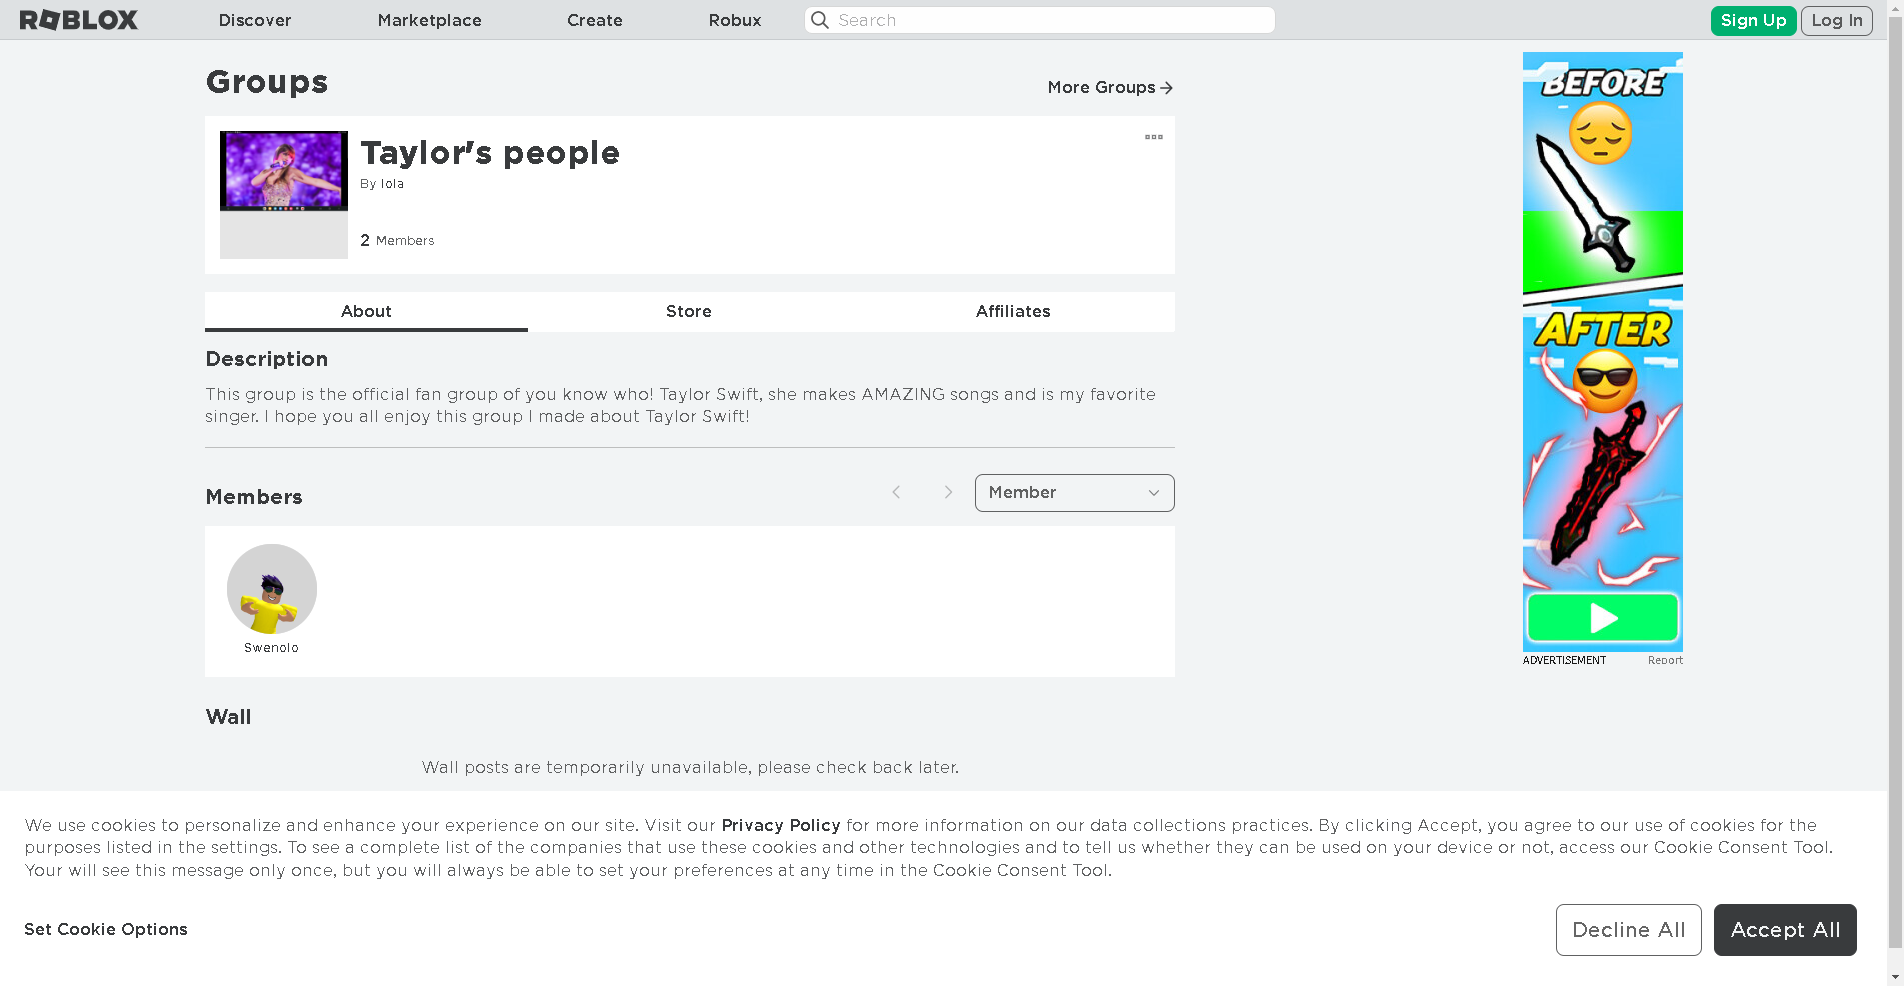 ROBLOX
Discover
Marketplace
Create
Robux
Search
Sign Up
Log In
Groups
More Groups
Taylor's people
By lola
2 Members
About
Store
Affiliates
Description
This group is the official fan group of you know who! Taylor Swift, she makes AMAZING songs and is my favorite
singer. I hope you all enjoy this group I made about Taylor Swift!
Members
Member
Swenolo
Wall
Wall posts are temporarily unavailable, please check back later.
BEFORE
AFTER
ADVERTISEMENT
Report
We use cookies to personalize and enhance your experience on our site. Visit our Privacy Policy for more information on our data collections practices. By clicking Accept, you agree to our use of cookies for the
purposes listed in the settings. To see a complete list of the companies that use these cookies and other technologies and to tell us whether they can be used on your device or not, access our Cookie Consent Tool.
Your will see this message only once, but you will always be able to set your preferences at any time in the Cookie Consent Tool.
Set Cookie Options
Decline All
Accept All